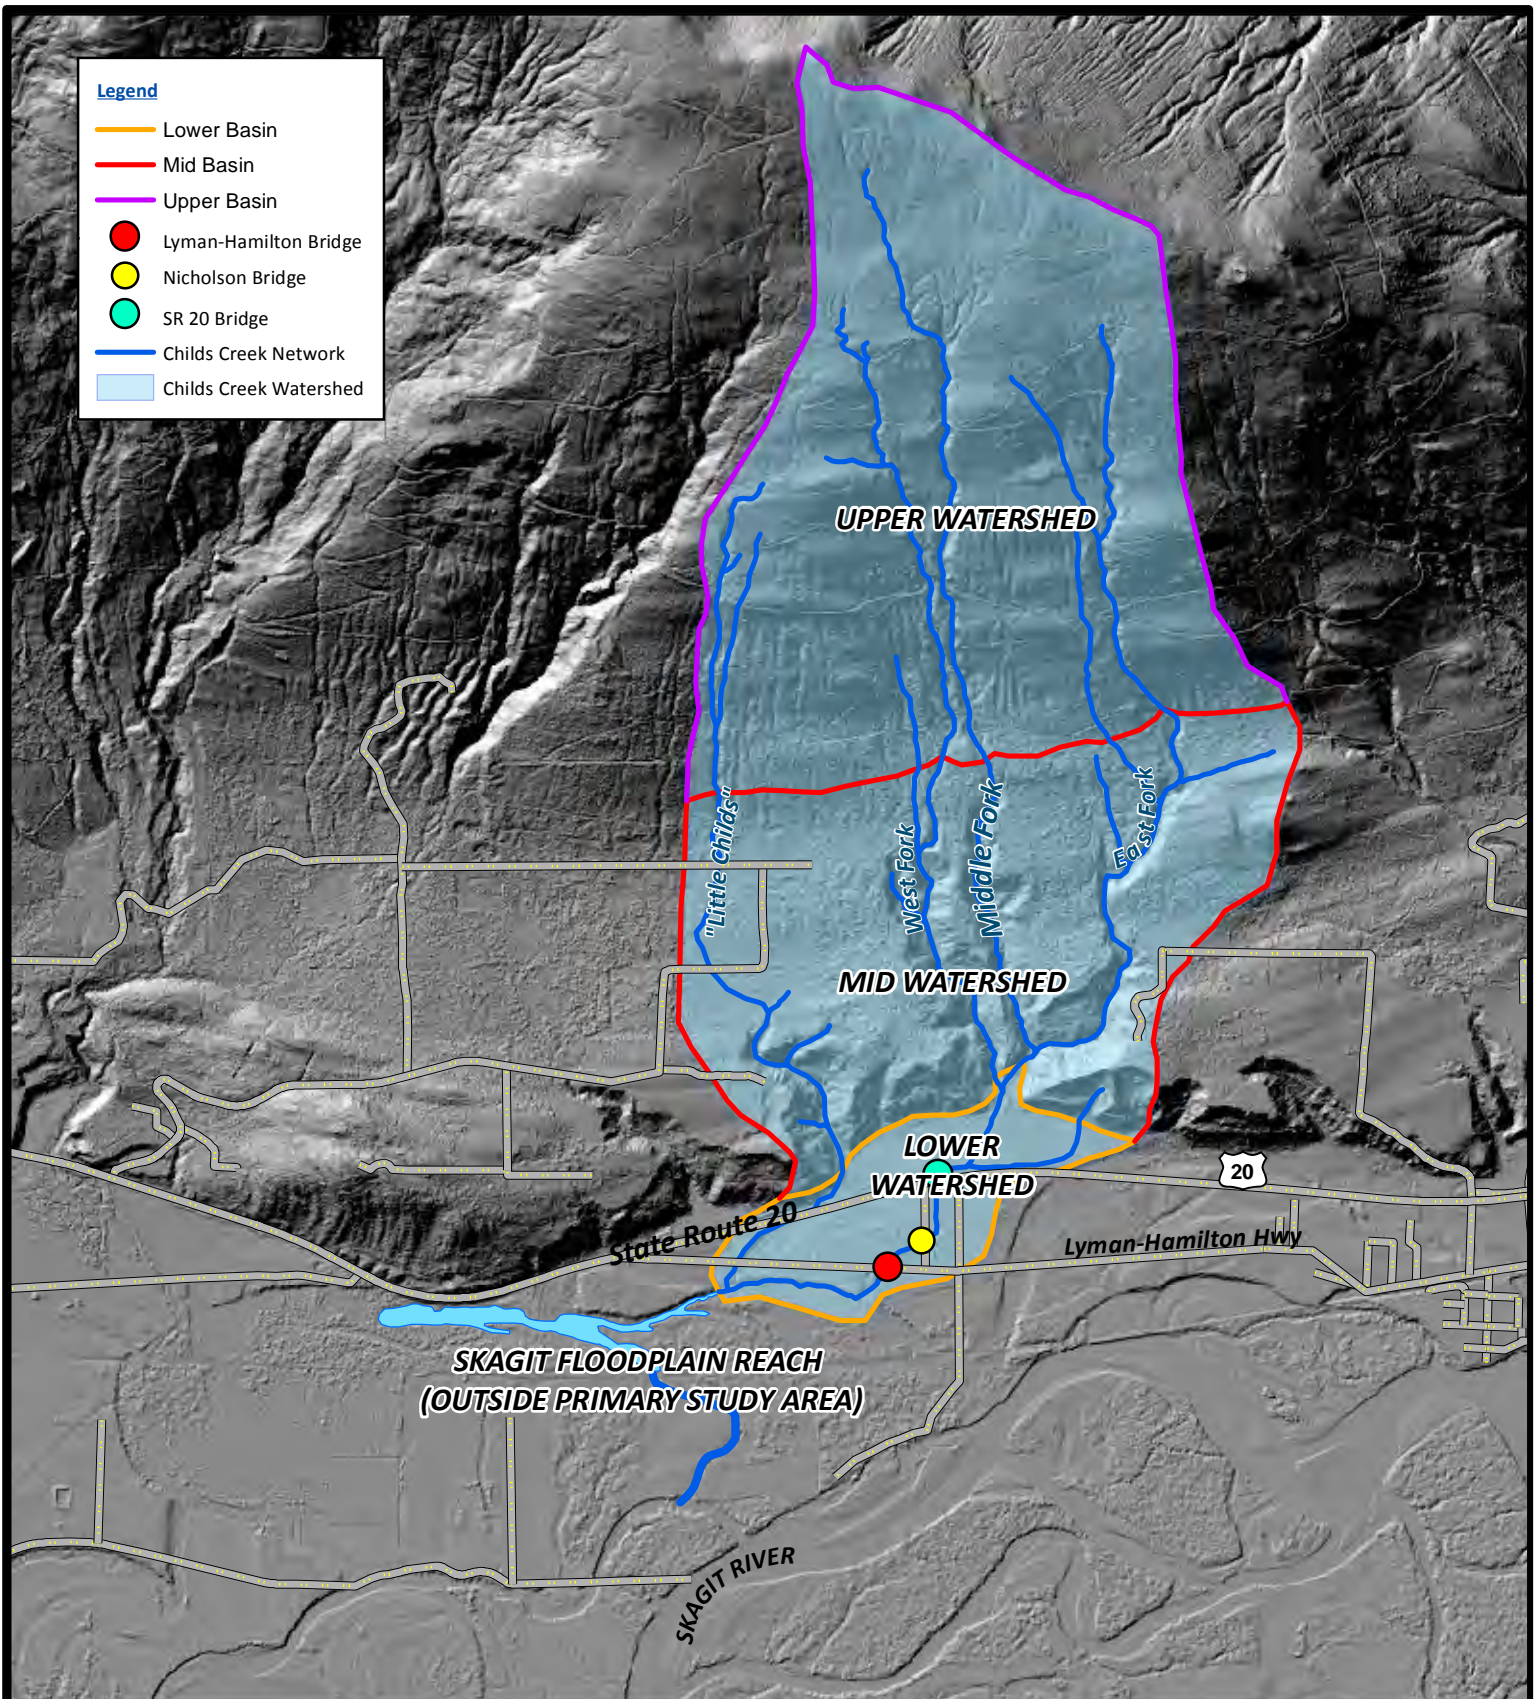 Legend
Lower Basin
Mid Basin
Upper Basin
Lyman-Hamilton Bridge
Nicholson Bridge
SR 20 Bridge
Childs Creek Network
Childs Creek Watershed
UPPER WATERSHED
"Little Childs"
West Fork
Middle Fork
East Fork
MID WATERSHED
LOWER
WATERSHED
20
State Route 20
Lyman-Hamilton Hwy
SKAGIT FLOODPLAIN REACH
(OUTSIDE PRIMARY STUDY AREA)
SKAGIT RIVER